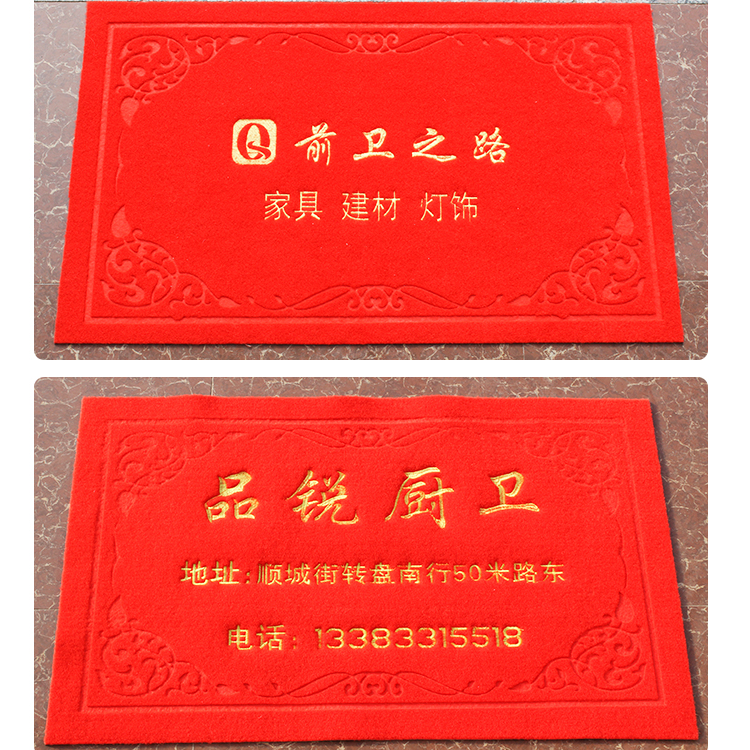 前卫之路
家具 建材 灯饰
品锐厨卫
地址:顺城街转盘南行50米路东
电话:13383315518